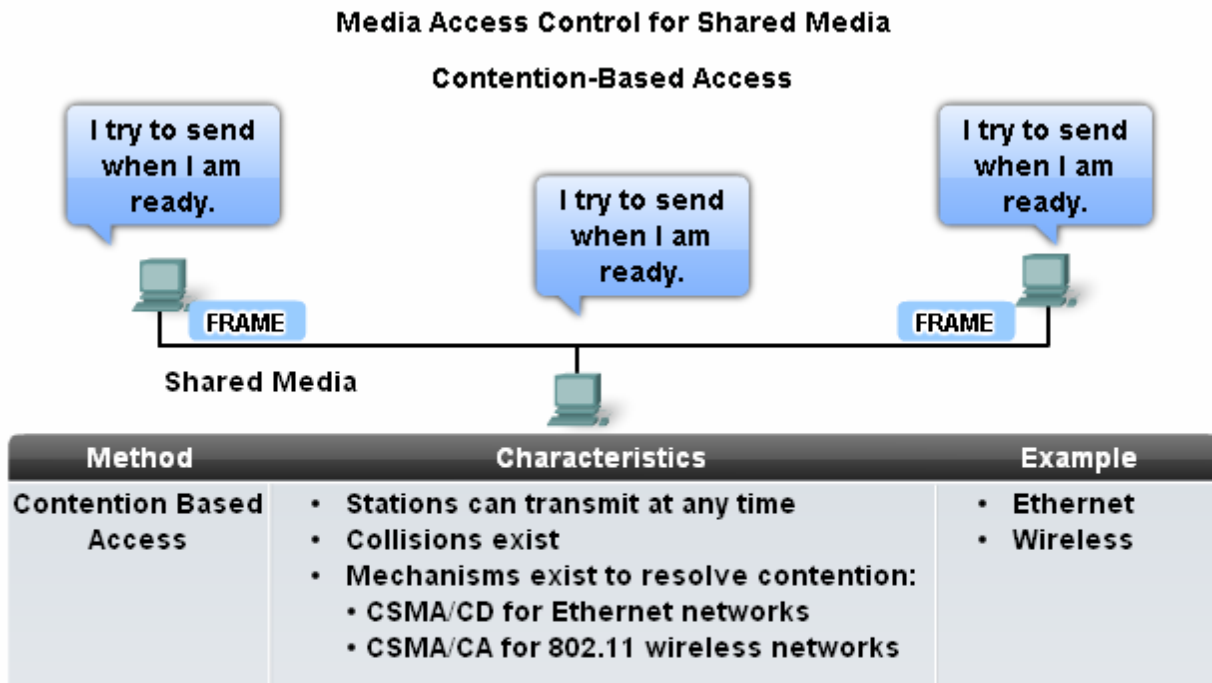 Media Access Control for Shared Media
Contention-Based Access
I try to send
when I am
ready.
I try to send
when I am
ready.
I try to send
when I am
ready.
FRAME
FRAME
Shared Media
Method
Characteristics
Example
Contention Based
Access
• Stations can transmit at any time
• Collisions exist
• Mechanisms exist to resolve contention:
• CSMA/CD for Ethernet networks
• CSMA/CA for 802.11 wireless networks
• Ethernet
• Wireless